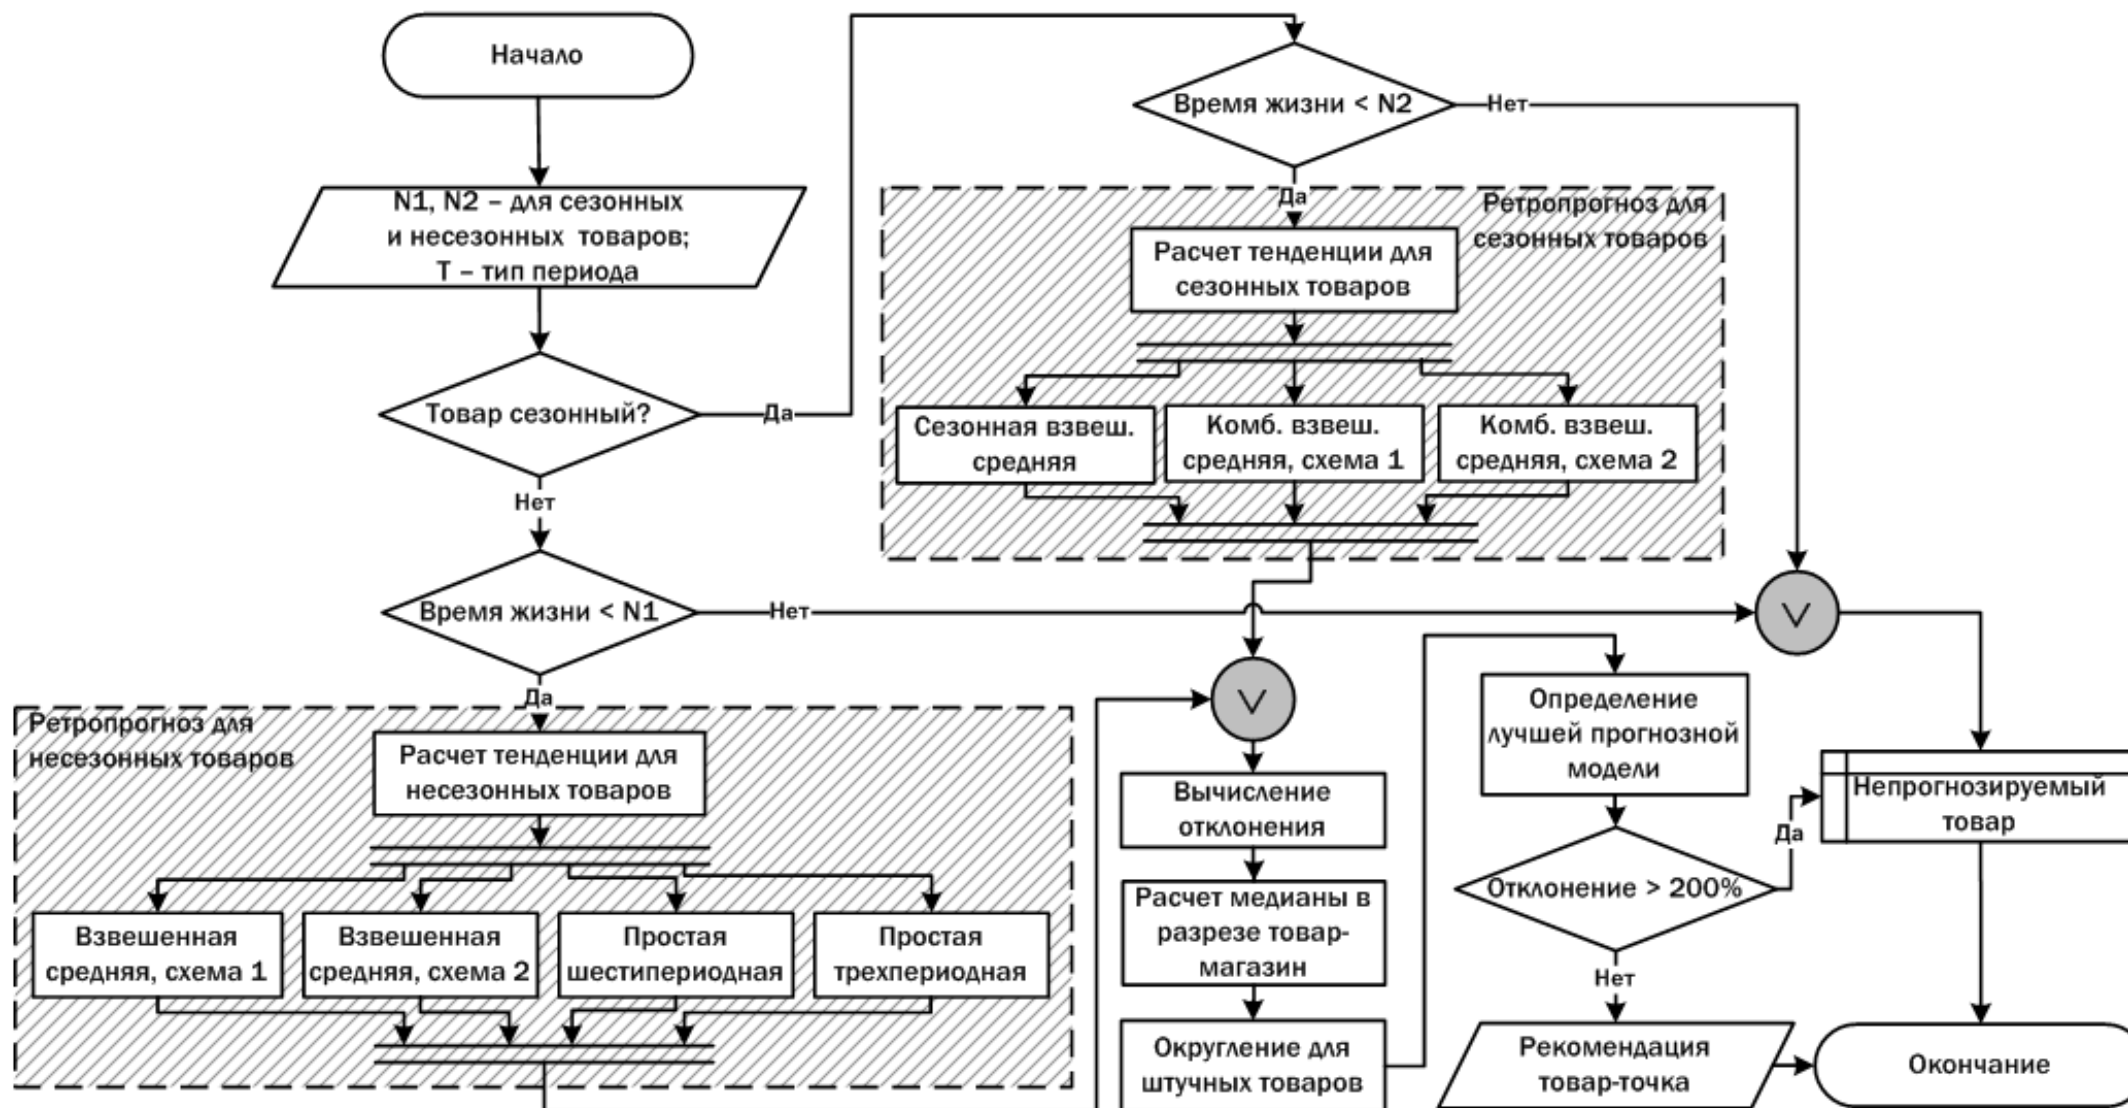 Начало
N1, N2 – для сезонных
и несезонных товаров;
T – тип периода
Товар сезонный?
Да
Нет
Время жизни < N2
Нет
Да
Ретропрогноз для
сезонных товаров
Расчет тенденции для
сезонных товаров
Сезонная взвеш.
средняя
Комб. взвеш.
средняя, схема 1
Комб. взвеш.
средняя, схема 2
Время жизни < N1
Нет
Да
V
V
Ретропрогноз для
несезонных товаров
Расчет тенденции для
несезонных товаров
Взвешенная
средняя, схема 1
Взвешенная
средняя, схема 2
Простая
шестипериодная
Простая
трехпериодная
Вычисление
отклонения
Расчет медианы в
разрезе товар-
магазин
Округление для
штучных товаров
Определение
лучшей прогнозной
модели
Отклонение > 200%
Да
Нет
Непрогнозируемый
товар
Рекомендация
товар-точка
Окончание